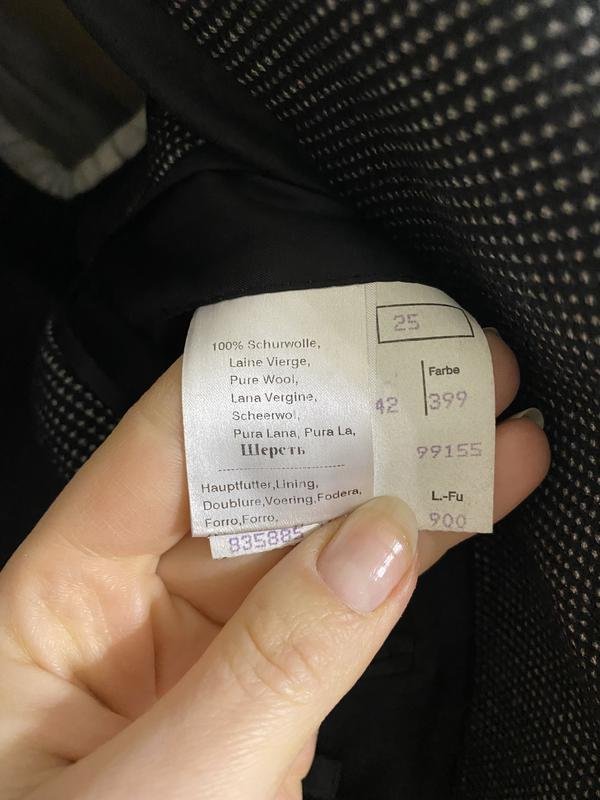 100% Schurwolle,
Laine Vierge,
Pure Wool,
Lana Vergine,
Scheerwol,
Pura Lana, Pura La,
Шерсть
Hauptfutter,Lining,
Doublure,Voering,Fodera,
Forro,Forro,
835885
25
Farbe
42 399
99155
L.-Fu
900